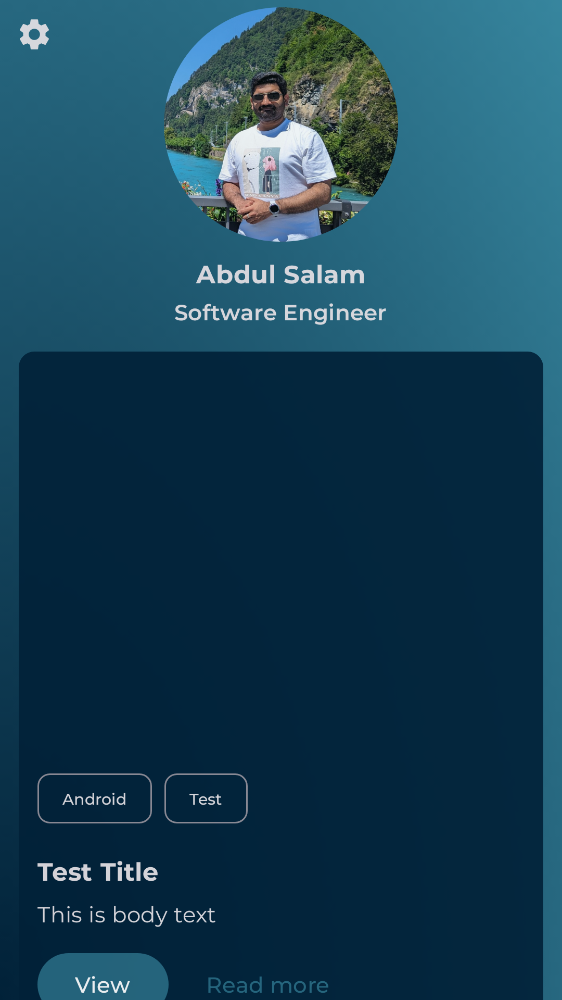 Abdul Salam
Software Engineer
Android Test
Test Title
This is body text
View Read more